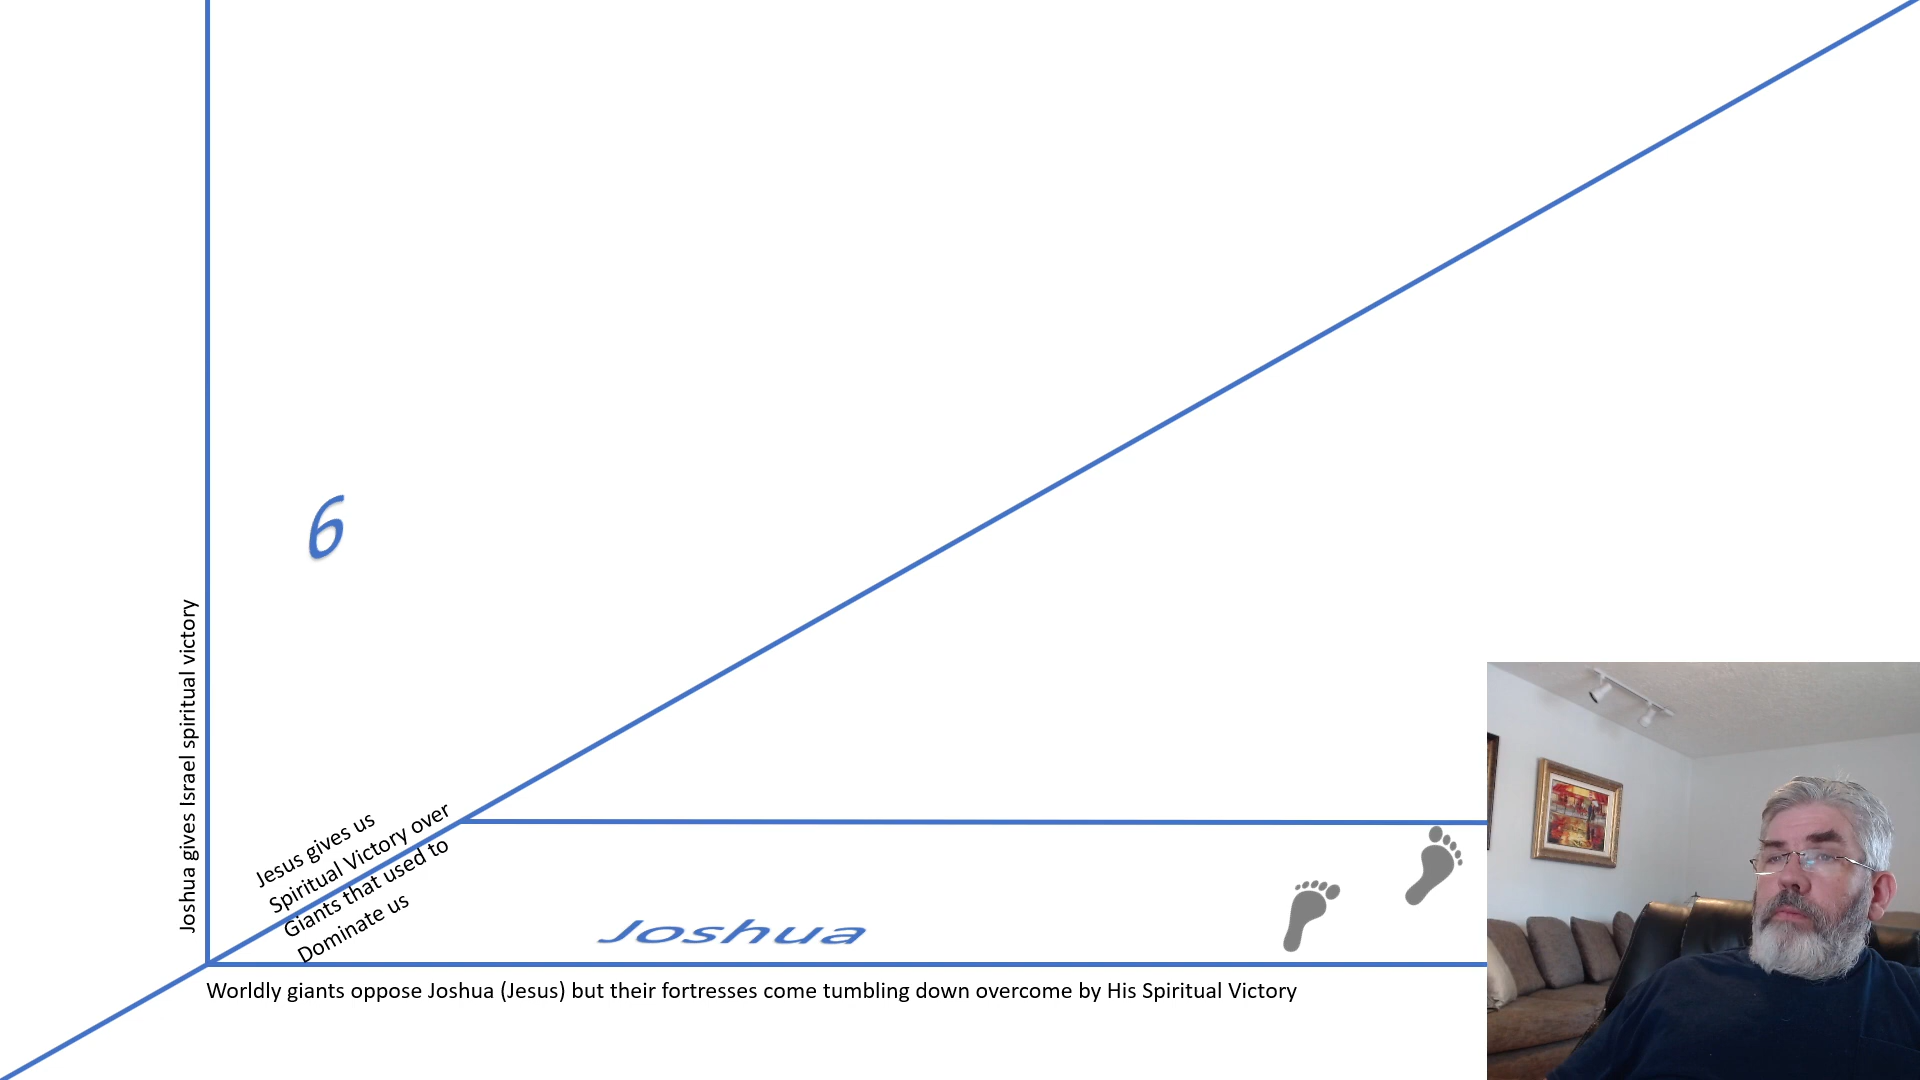 6
Joshua gives Israel spiritual victory
Jesus gives us
Spiritual Victory over
Giants that used to
Dominate us
Joshua
Worldly giants oppose Joshua (Jesus) but their fortresses come tumbling down overcome by His Spiritual Victory